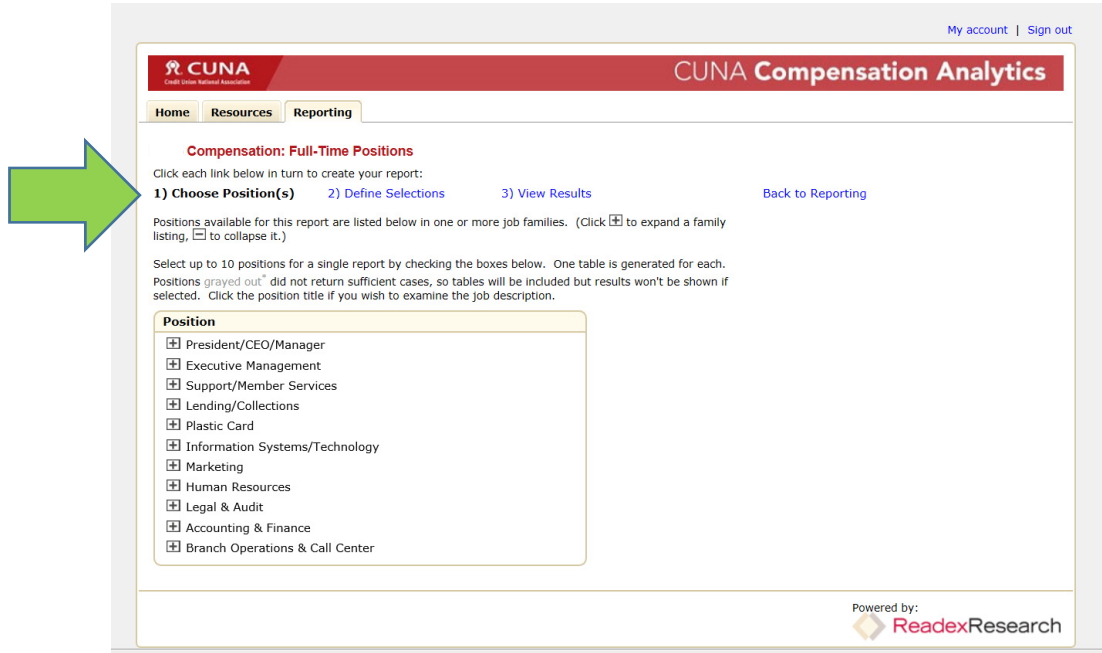 My account | Sign out
CUNA
Credit Union National Association
CUNA Compensation Analytics
Home Resources Reporting
Compensation: Full-Time Positions
Click each link below in turn to create your report:
1) Choose Position(s) 2) Define Selections 3) View Results Back to Reporting
Positions available for this report are listed below in one or more job families. (Click + to expand a family
listing, − to collapse it.)
Select up to 10 positions for a single report by checking the boxes below. One table is generated for each.
Positions grayed out* did not return sufficient cases, so tables will be included but results won't be shown if
selected. Click the position title if you wish to examine the job description.
Position
+ President/CEO/Manager
+ Executive Management
+ Support/Member Services
+ Lending/Collections
+ Plastic Card
+ Information Systems/Technology
+ Marketing
+ Human Resources
+ Legal & Audit
+ Accounting & Finance
+ Branch Operations & Call Center
Powered by:
ReadexResearch